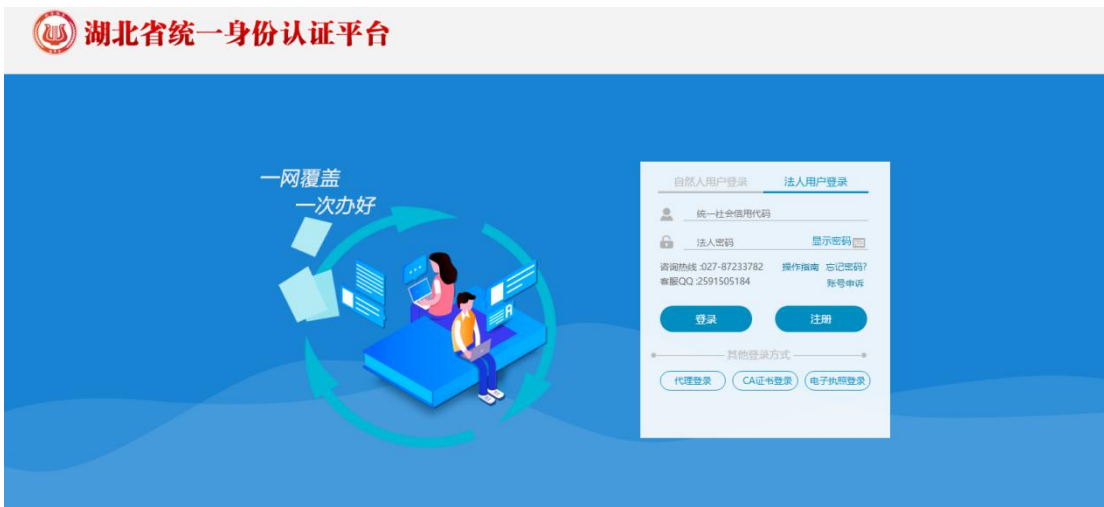 湖北省统一身份认证平台
一网覆盖
一次办好
自然人用户登录 法人用户登录
统一社会信用代码
法人密码 显示密码
咨询热线:027-87233782 操作指南 忘记密码?
客服QQ:2591505184 账号申诉
登录 注册
其他登录方式
代理登录 CA证书登录 电子执照登录